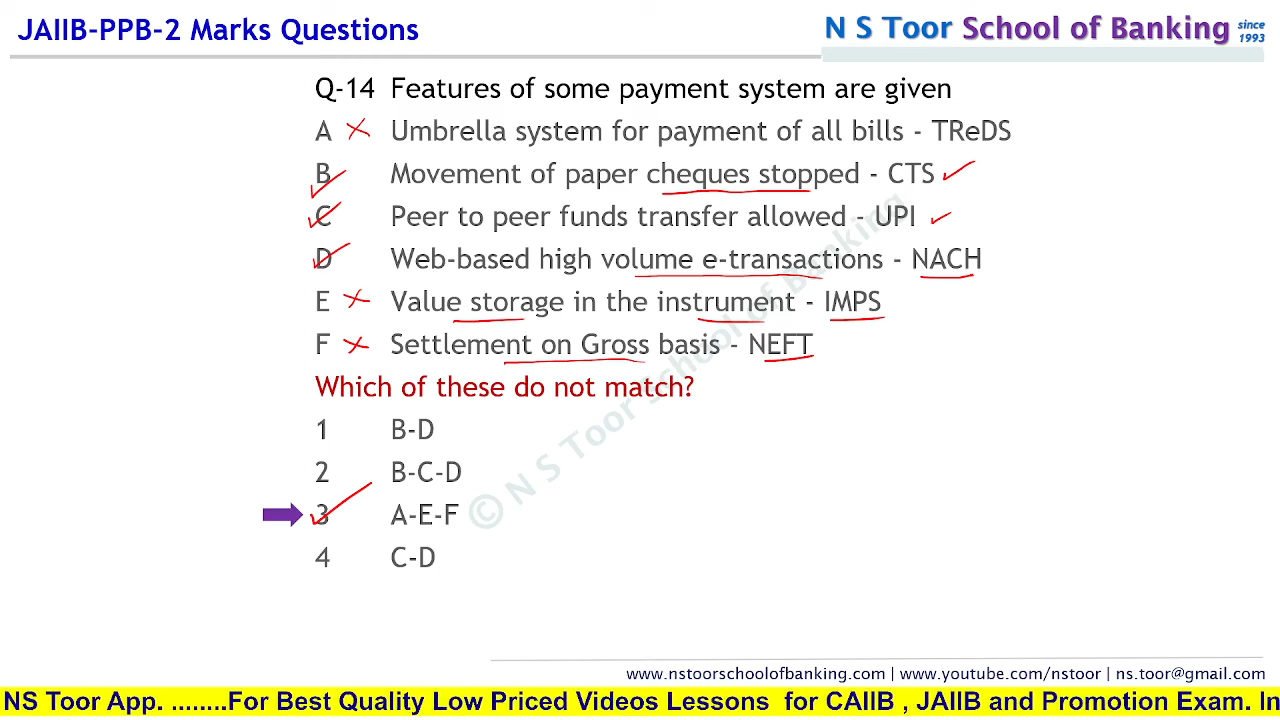 JAIIB-PPB-2 Marks Questions
N S Toor School of Banking since 1993
Q-14 Features of some payment system are given
A Umbrella system for payment of all bills - TReDS
B Movement of paper cheques stopped - CTS
C Peer to peer funds transfer allowed - UPI
D Web-based high volume e-transactions - NACH
E Value storage in the instrument - IMPS
F Settlement on Gross basis - NEFT
Which of these do not match?
1 B-D
2 B-C-D
3 A-E-F
4 C-D
© N S Toor School of Banking
www.nstoorschoolofbanking.com | www.youtube.com/nstoor | ns.toor@gmail.com
NS Toor App. ........For Best Quality Low Priced Videos Lessons for CAIIB , JAIIB and Promotion Exam. In